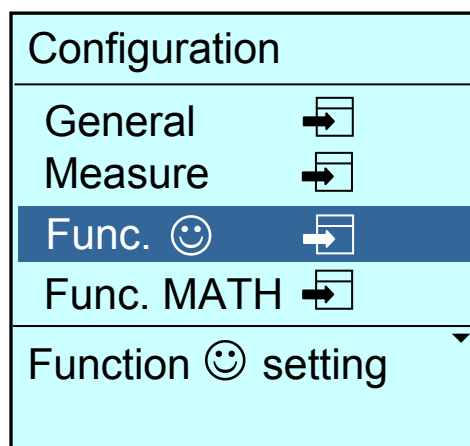 Configuration
General
Measure
Func. ☺
Func. MATH
Function ☺ setting